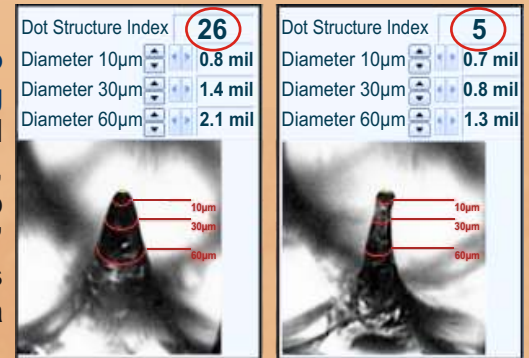 Dot Structure Index 26
Diameter 10µm 0.8 mil
Diameter 30µm 1.4 mil
Diameter 60µm 2.1 mil
10µm
30µm
60µm
Dot Structure Index 5
Diameter 10µm 0.7 mil
Diameter 30µm 0.8 mil
Diameter 60µm 1.3 mil
10µm
30µm
60µm